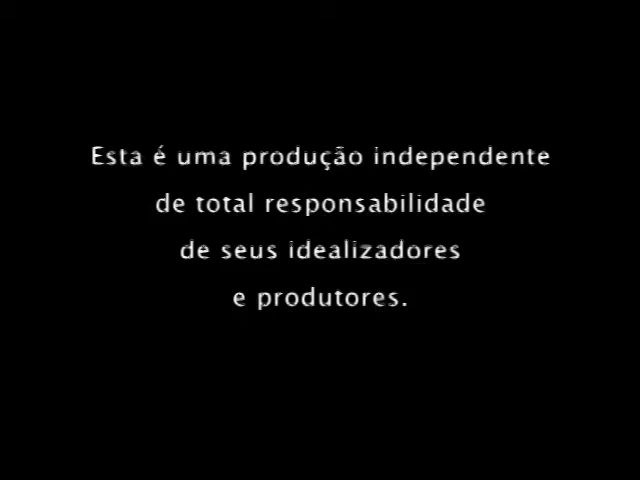 Esta é uma produção independente
de total responsabilidade
de seus idealizadores
e produtores.